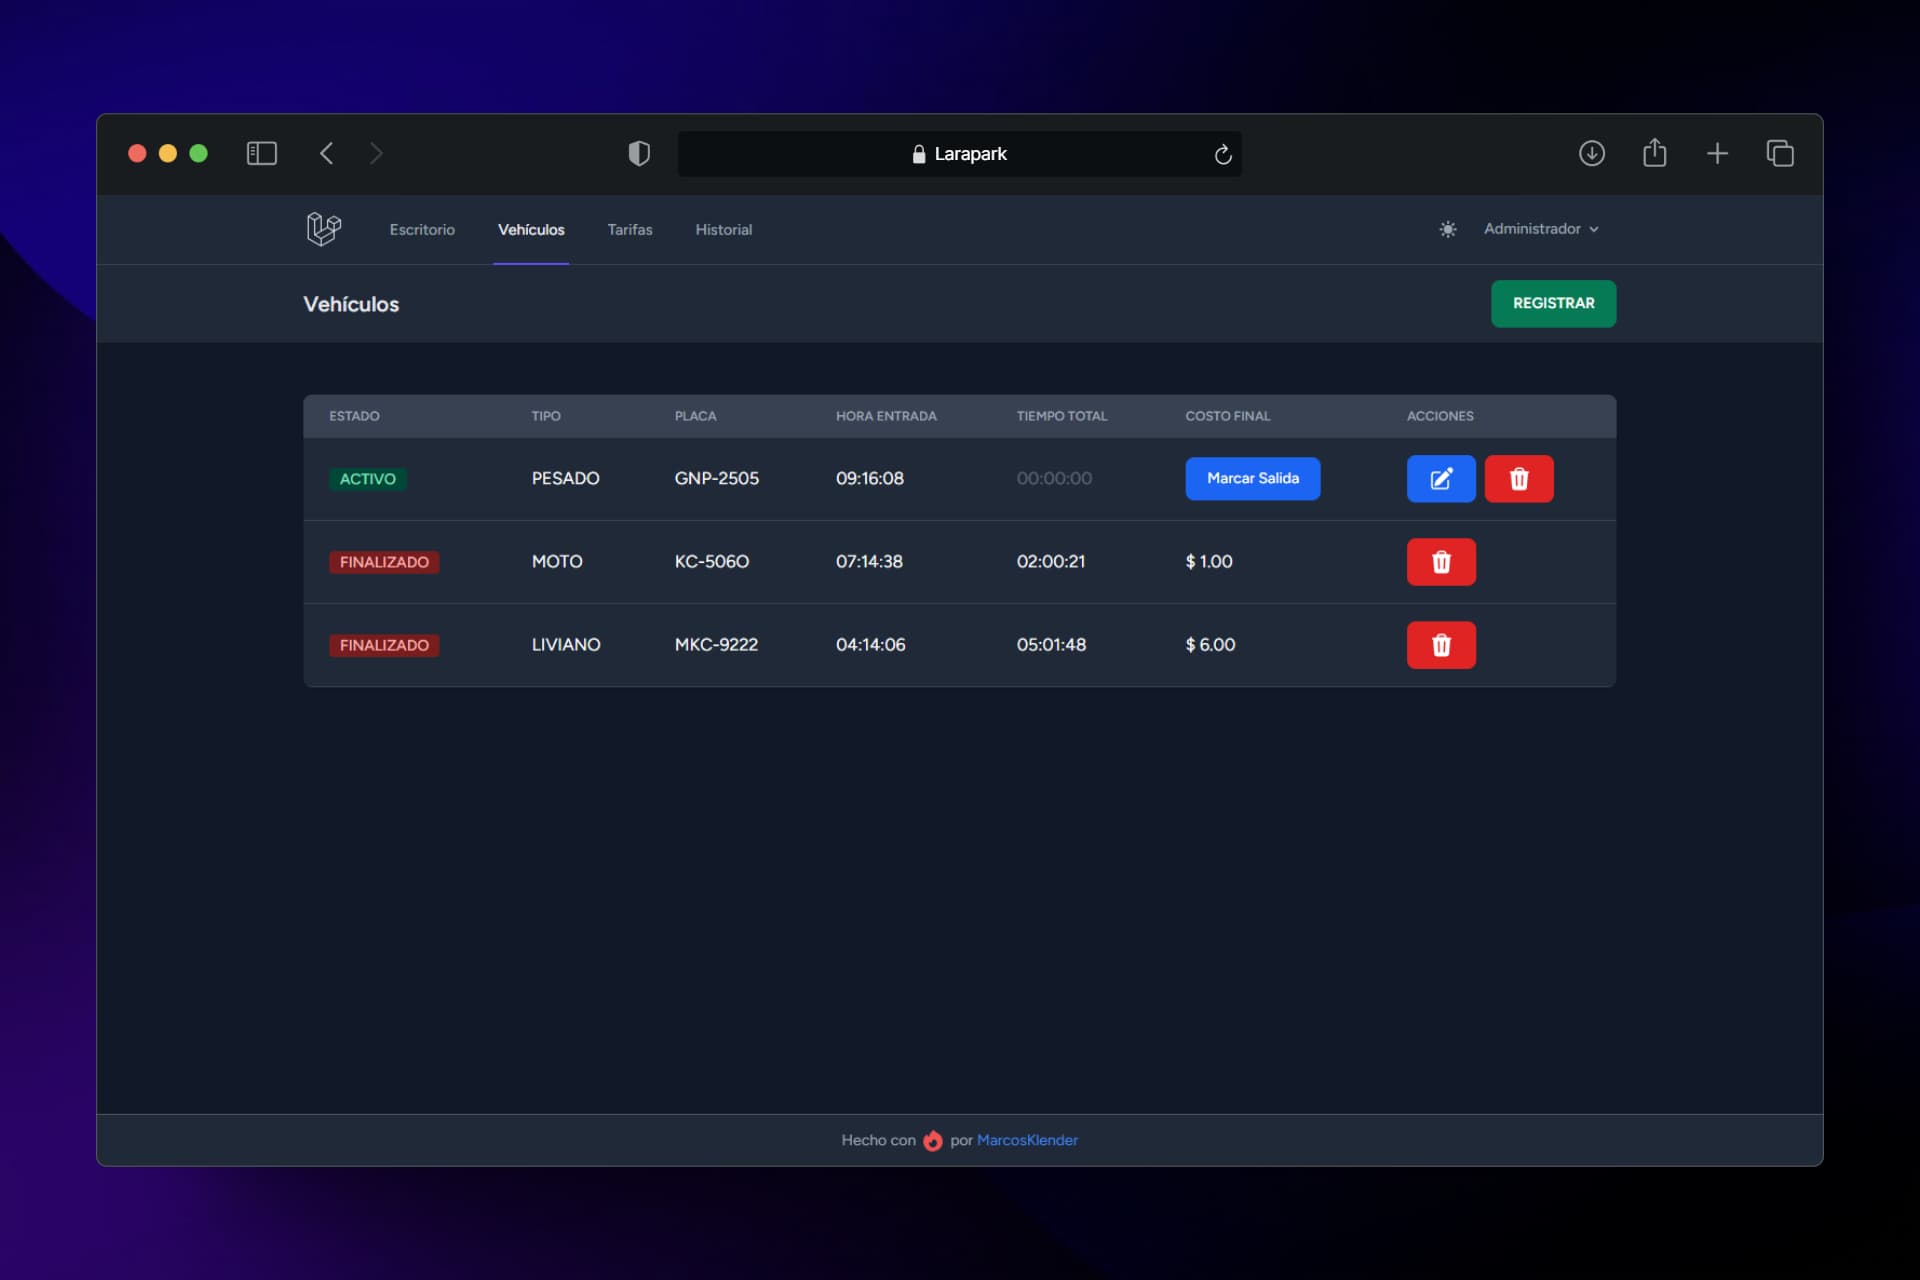 Larapark
Escritorio Vehículos Tarifas Historial Administrador
Vehículos REGISTRAR
ESTADO TIPO PLACA HORA ENTRADA TIEMPO TOTAL COSTO FINAL ACCIONES
ACTIVO PESADO GNP-2505 09:16:08 00:00:00 Marcar Salida
FINALIZADO MOTO KC-506O 07:14:38 02:00:21 $ 1.00
FINALIZADO LIVIANO MKC-9222 04:14:06 05:01:48 $ 6.00
Hecho con por MarcosKlender